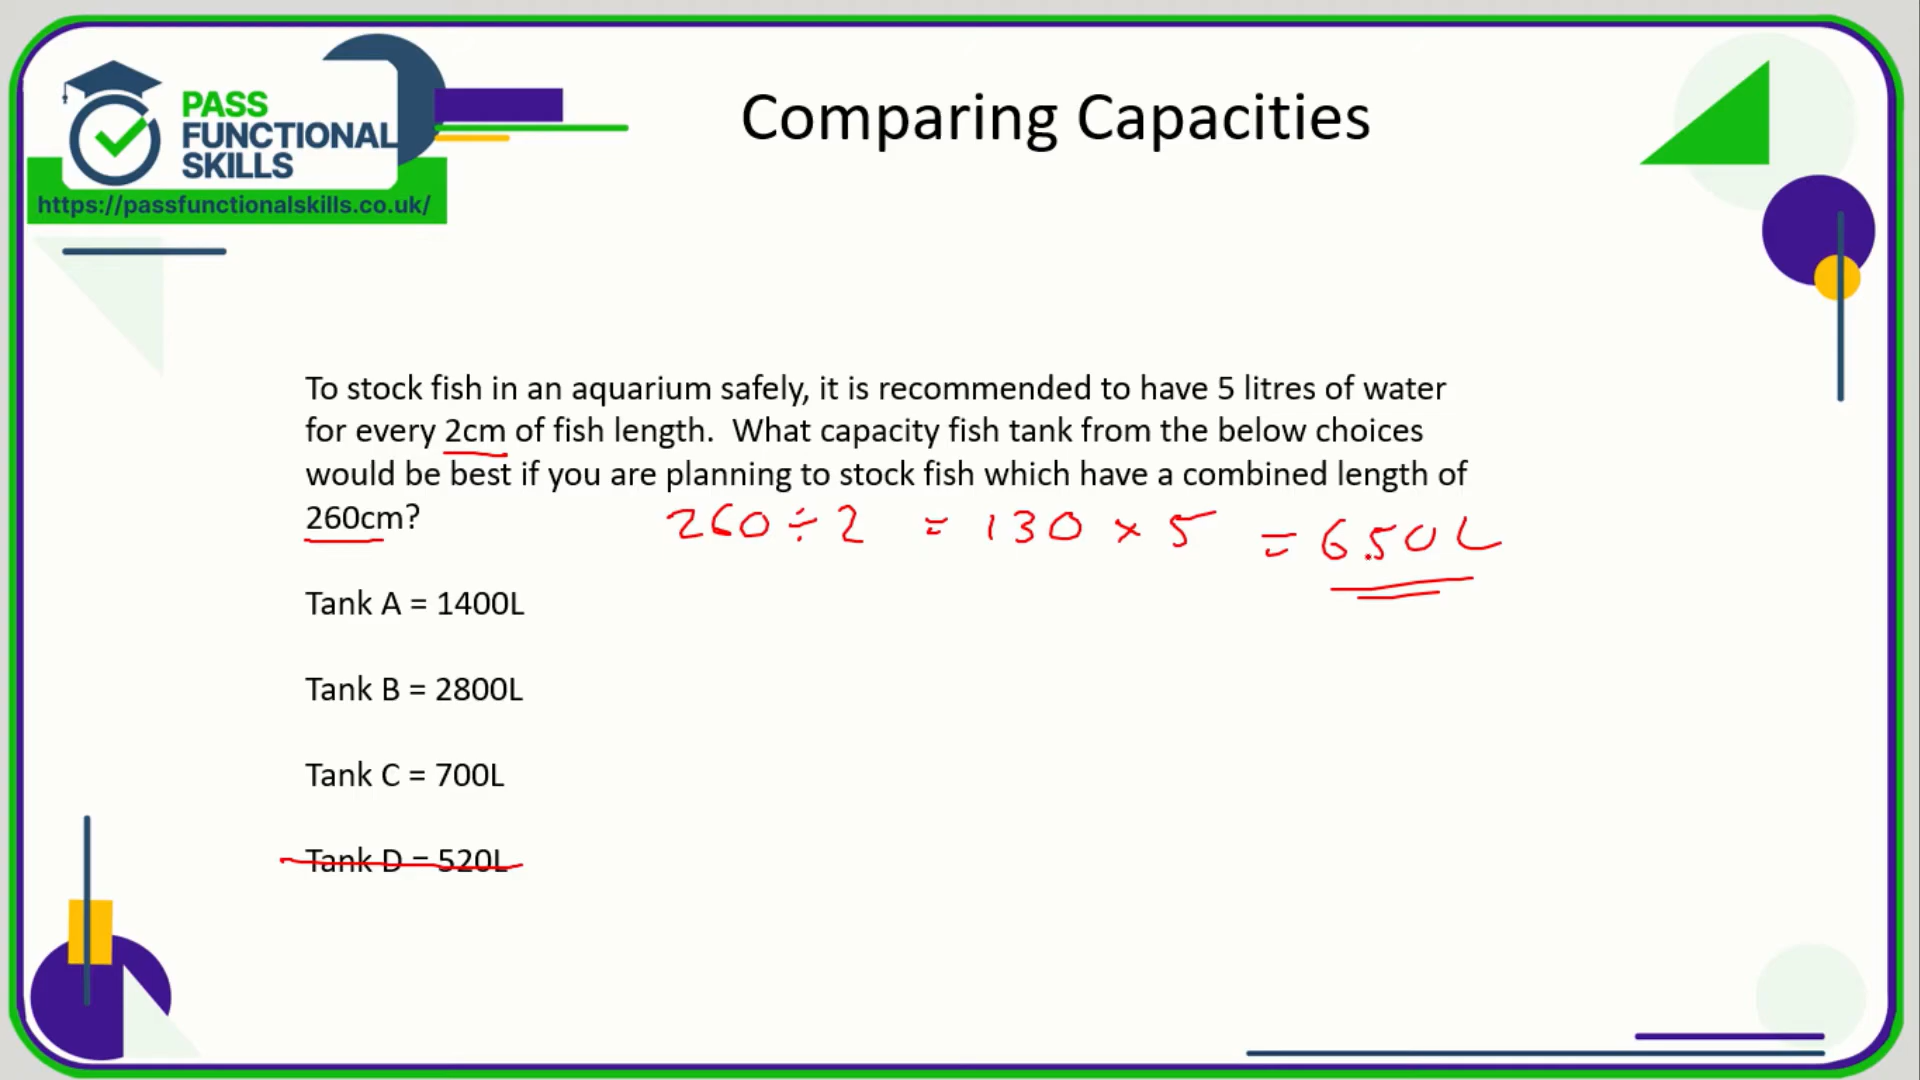 PASS
FUNCTIONAL
SKILLS
https://passfunctionalskills.co.uk/
Comparing Capacities
To stock fish in an aquarium safely, it is recommended to have 5 litres of water
for every 2cm of fish length. What capacity fish tank from the below choices
would be best if you are planning to stock fish which have a combined length of
260cm?
260 ÷ 2 = 130 × 5 = 650L
Tank A = 1400L
Tank B = 2800L
Tank C = 700L
Tank D = 520L